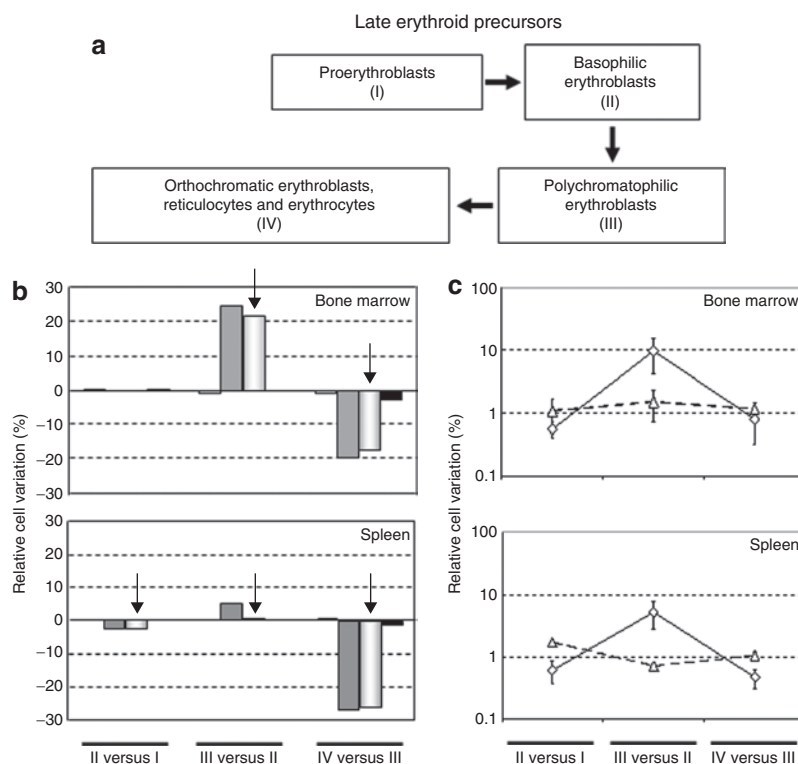 Late erythroid precursors
a
Proerythroblasts
(I)
Basophilic
erythroblasts
(II)
Orthochromatic erythroblasts,
reticulocytes and erythrocytes
(IV)
Polychromatophilic
erythroblasts
(III)
b
Relative cell variation (%)
30
20
10
0
−10
−20
−30
Bone marrow
30
20
10
0
−10
−20
−30
Spleen
II versus I
III versus II
IV versus III
c
Relative cell variation (%)
100
10
1
0.1
Bone marrow
100
10
1
0.1
Spleen
II versus I
III versus II
IV versus III